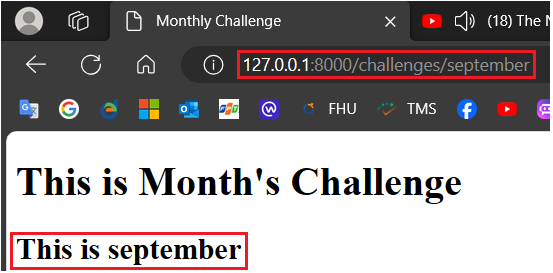 Monthly Challenge
(18) The N
127.0.0.1:8000/challenges/september
FHU
TMS
This is Month's Challenge
This is september